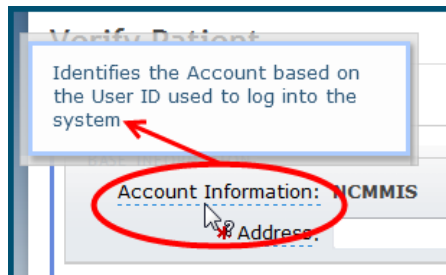 Verify Patient
Identifies the Account based on
the User ID used to log into the
system
Account Information: NCMMIS
* Address: